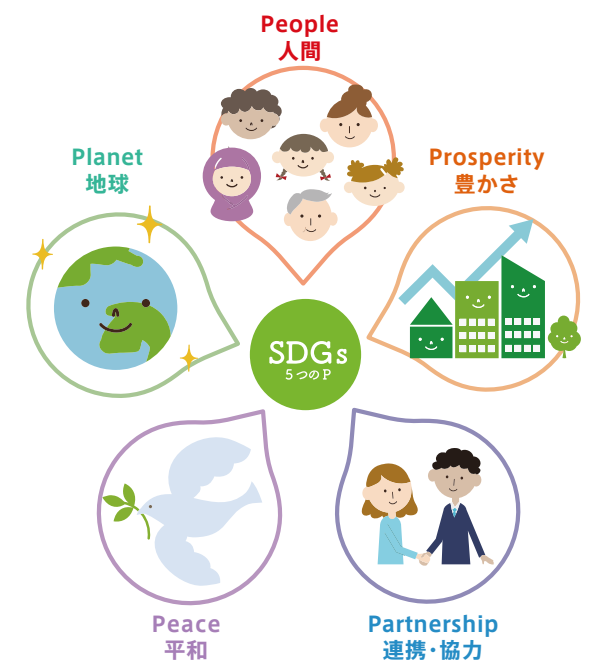 People
人間
Planet
地球
Prosperity
豊かさ
SDGs
5つのP
Peace
平和
Partnership
連携・協力